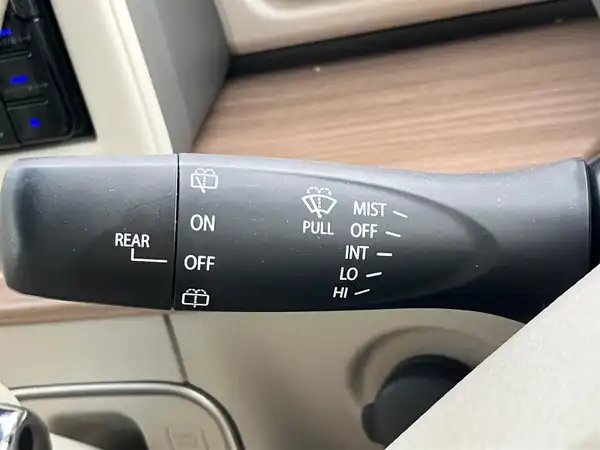 REAR
ON
OFF
PULL
MIST
OFF
INT
LO
HI